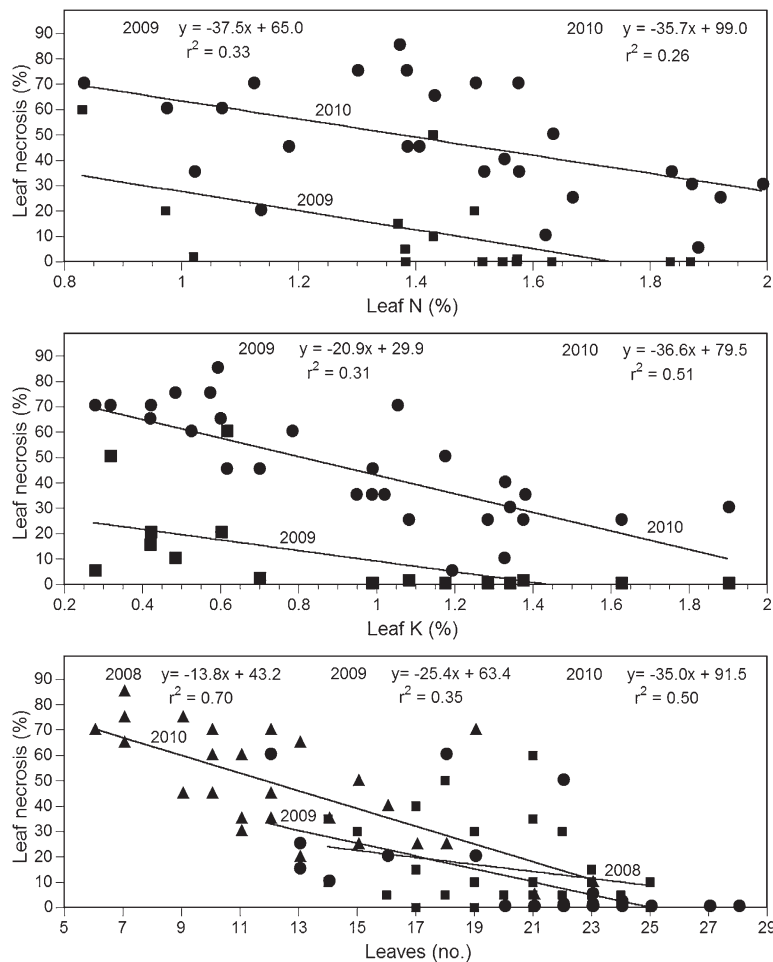 2009 y = -37.5x + 65.0 2010 y = -35.7x + 99.0
r² = 0.33 r² = 0.26
90
80
70
60
50
40
30
20
10
0
Leaf necrosis (%)
2010
2009
0.8 1 1.2 1.4 1.6 1.8 2
Leaf N (%)
2009 y = -20.9x + 29.9 2010 y = -36.6x + 79.5
r² = 0.31 r² = 0.51
90
80
70
60
50
40
30
20
10
0
Leaf necrosis (%)
2009
2010
0.2 0.4 0.6 0.8 1 1.2 1.4 1.6 1.8 2
Leaf K (%)
2008 y= -13.8x + 43.2 2009 y= -25.4x + 63.4 2010 y= -35.0x + 91.5
r² = 0.70 r² = 0.35 r² = 0.50
90
80
70
60
50
40
30
20
10
0
Leaf necrosis (%)
2010
2009
2008
5 7 9 11 13 15 17 19 21 23 25 27 29
Leaves (no.)